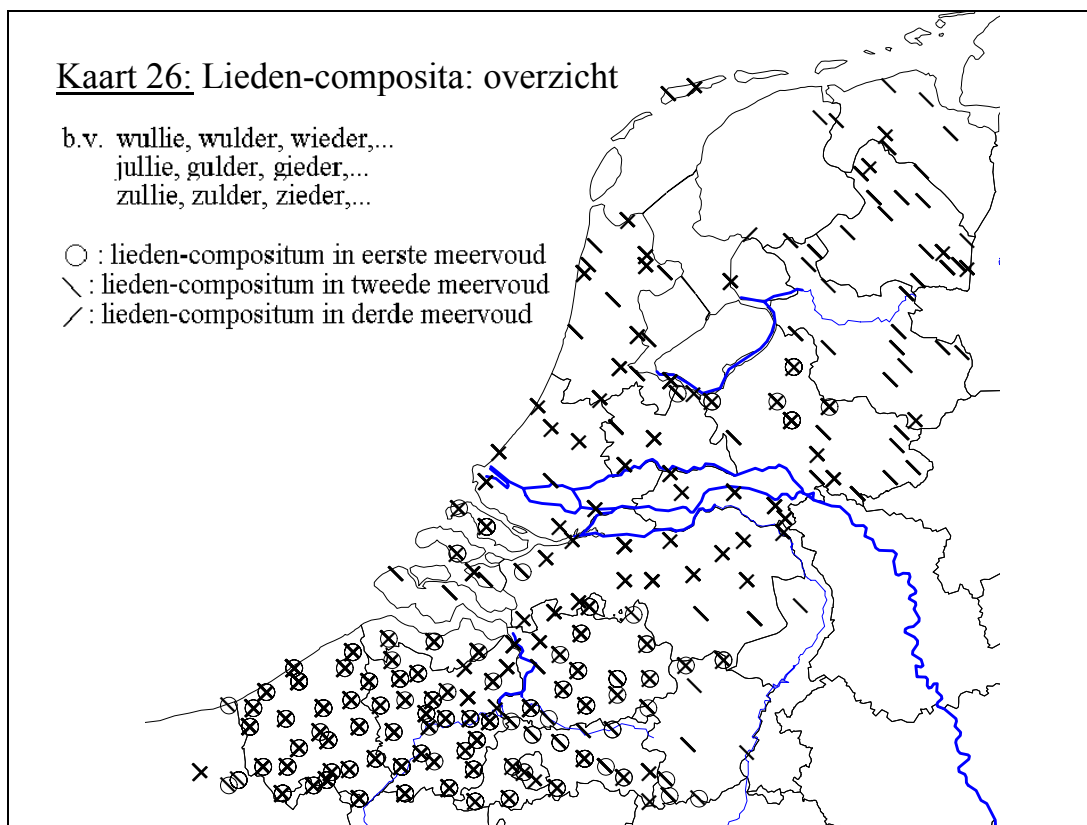 Kaart 26: Lieden-composita: overzicht
b.v. wullie, wulder, wieder,...
jullie, gulder, gieder,...
zullie, zulder, zieder,...
○ : lieden-compositum in eerste meervoud
\ : lieden-compositum in tweede meervoud
/ : lieden-compositum in derde meervoud